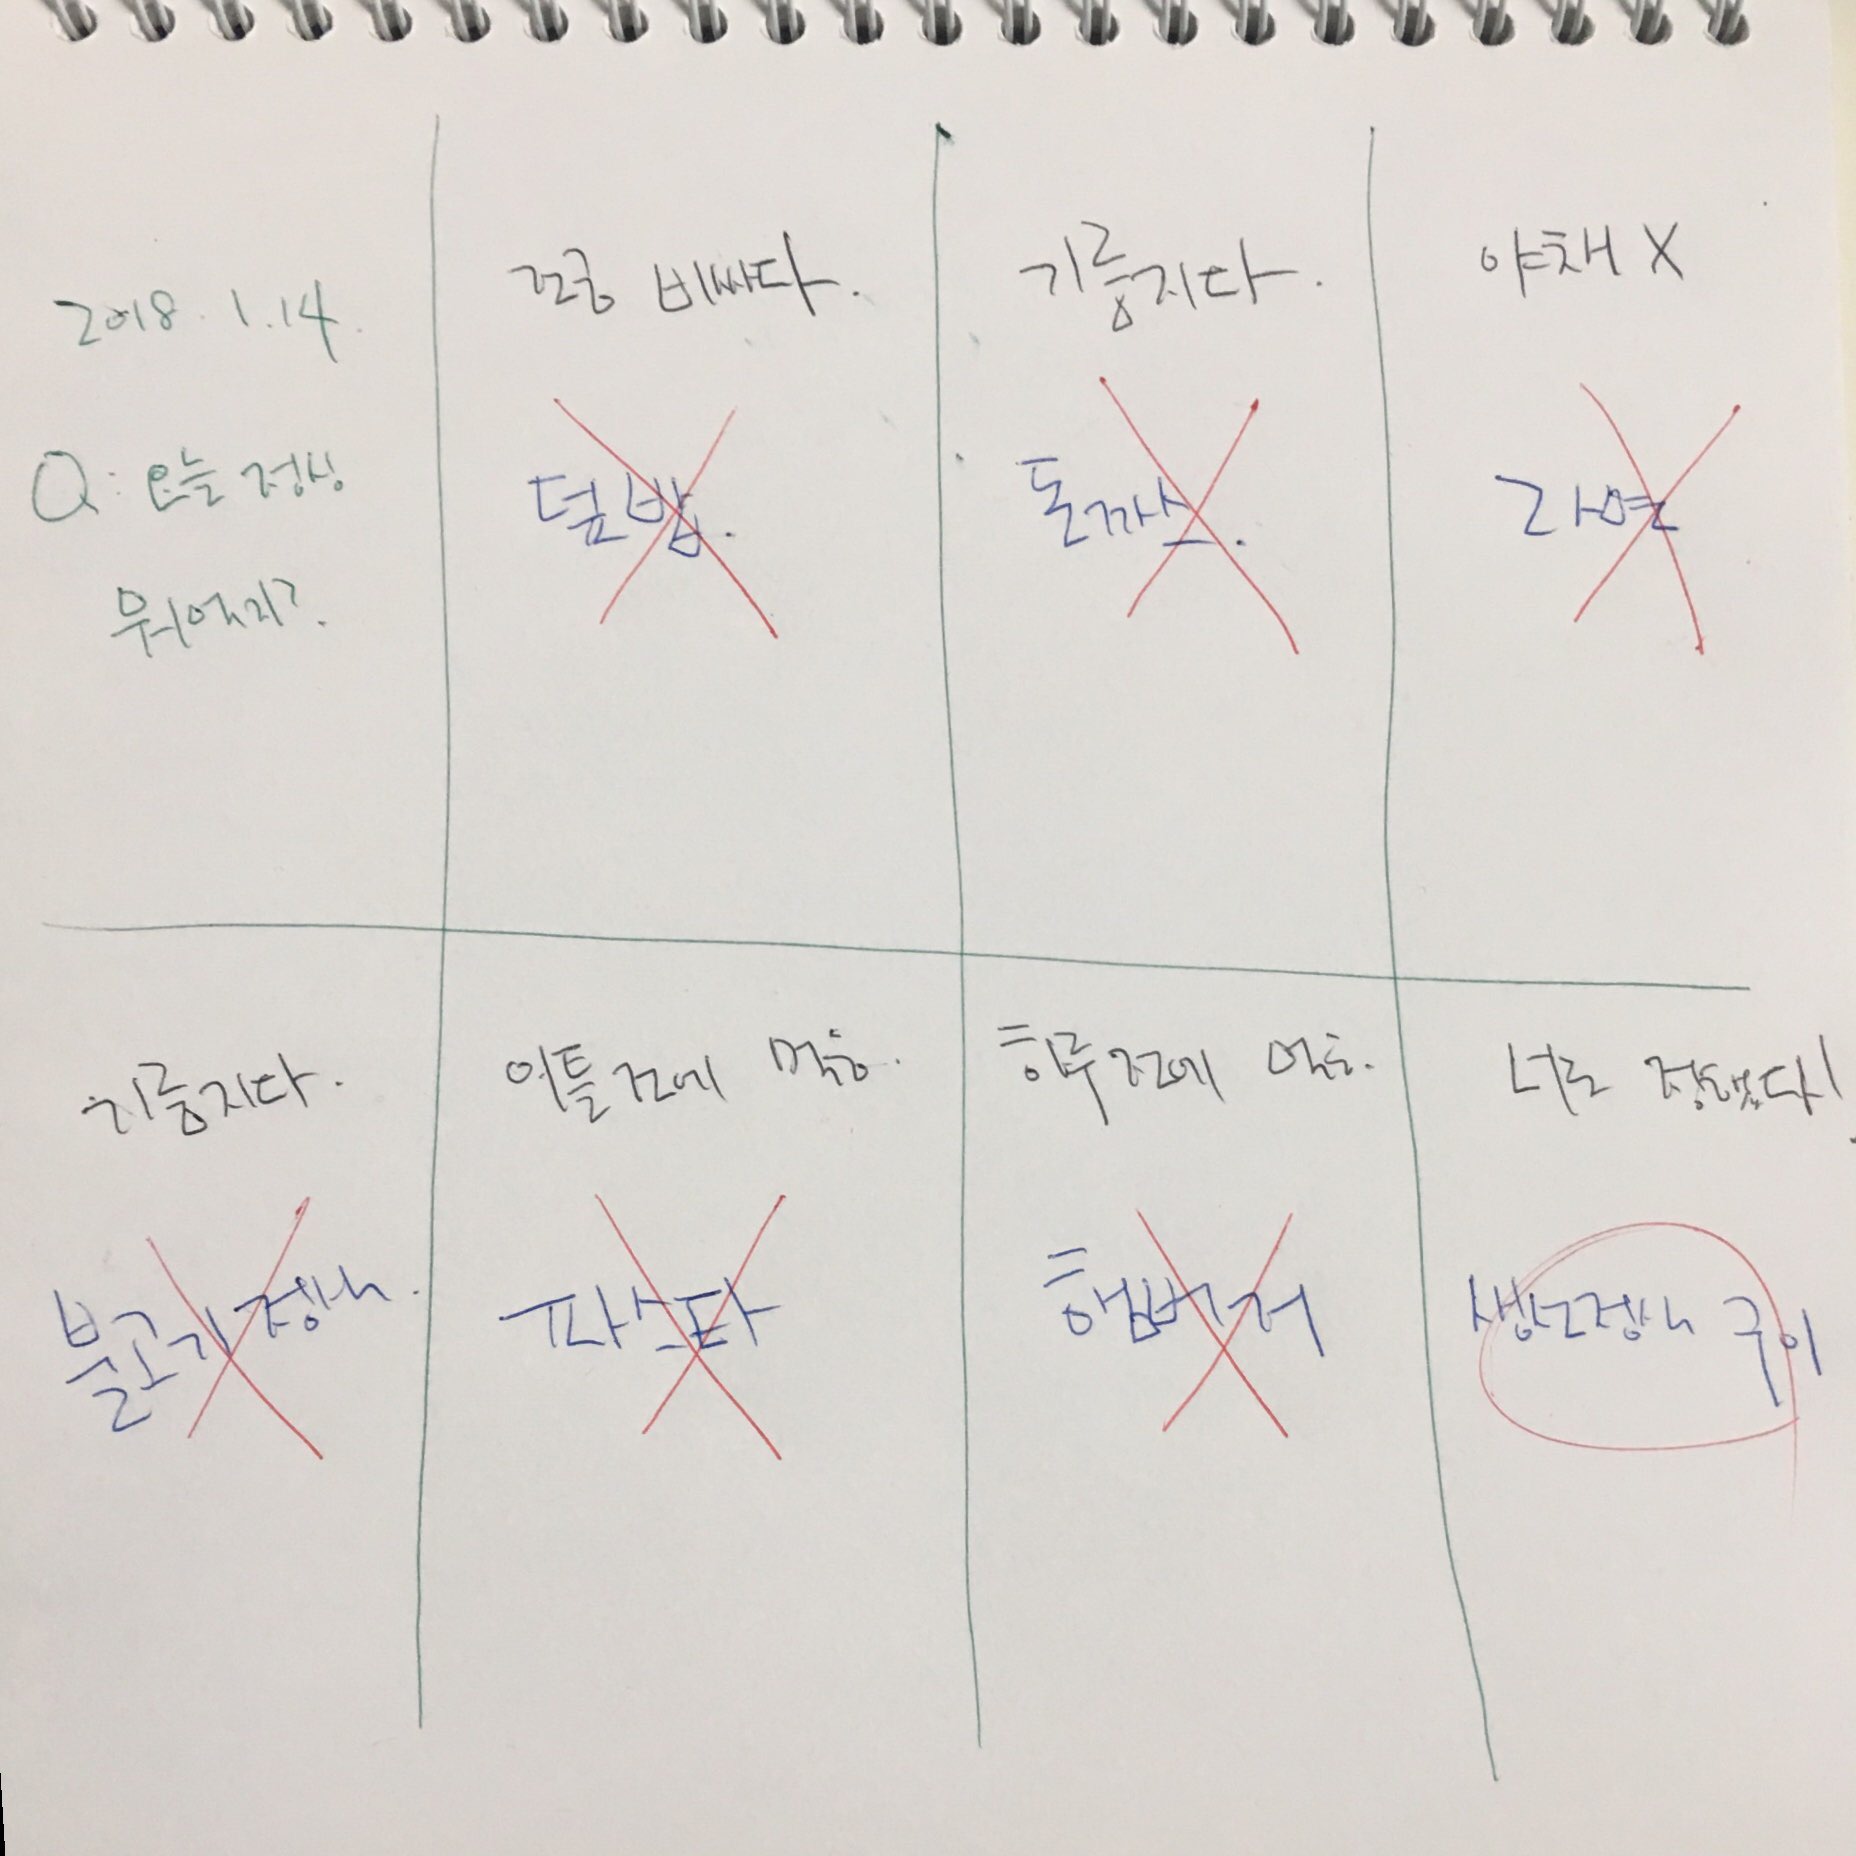 2018. 1. 14.
Q: 오늘 점심
뭐먹지?
조금 비싸다.
덮밥.
기름지다.
돈까스.
야채 X
라면
기름지다.
불고기 정식.
이틀전에 먹음.
파스타
하루전에 먹음.
햄버거
너로 정했다!
생선정식 구이